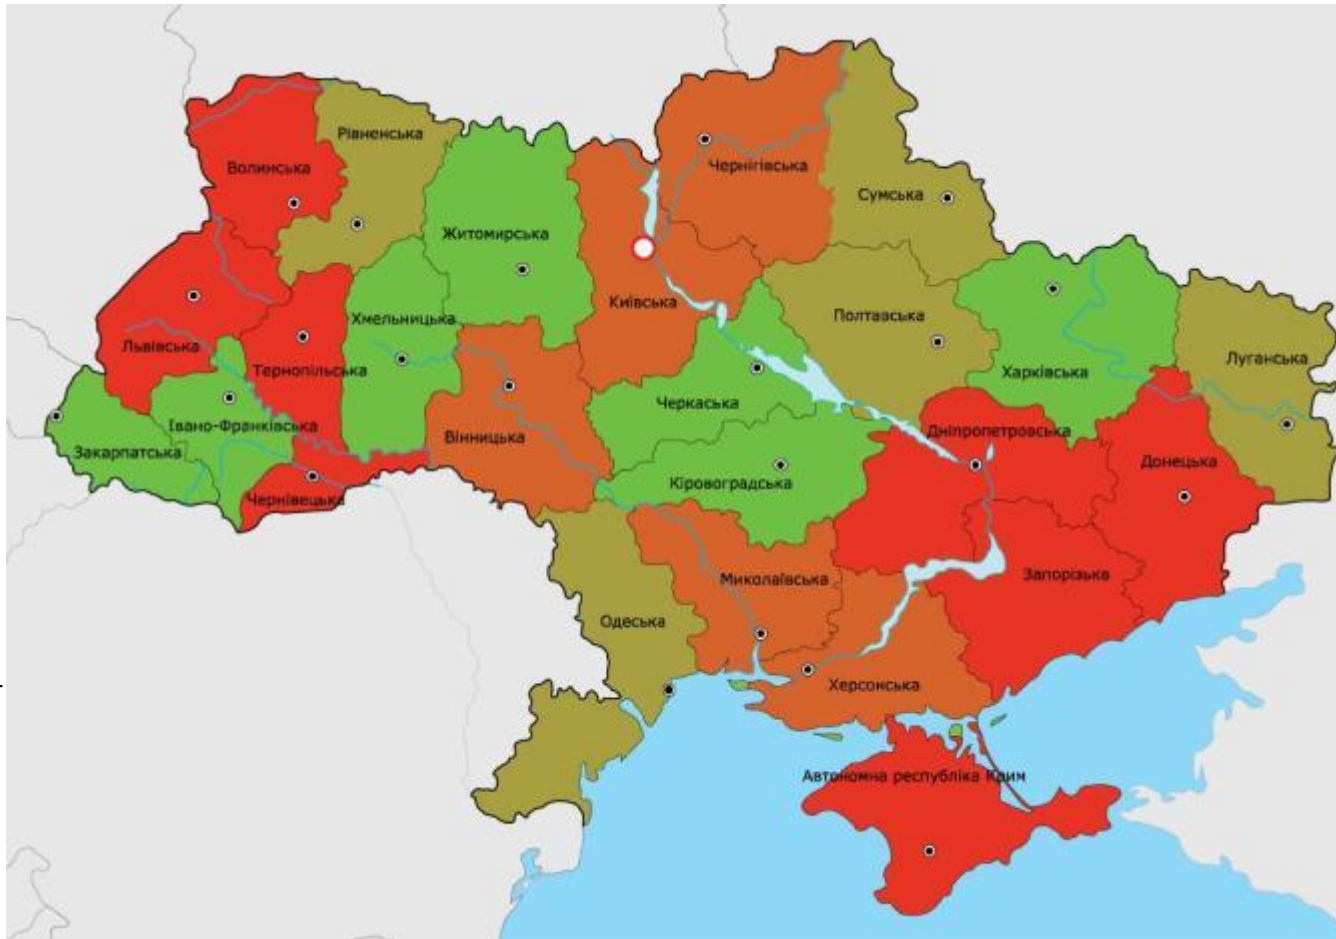 Рівненська
Волинська
Чернігівська
Сумська
Житомирська
Київська
Хмельницька
Полтавська
Львівська
Тернопільська
Луганська
Харківська
Черкаська
Івано-Франківська
Вінницька
Дніпропетровська
Закарпатська
Донецька
Кіровоградська
Чернівецька
Запорізька
Миколаївська
Одеська
Херсонська
Автономна республіка Крим